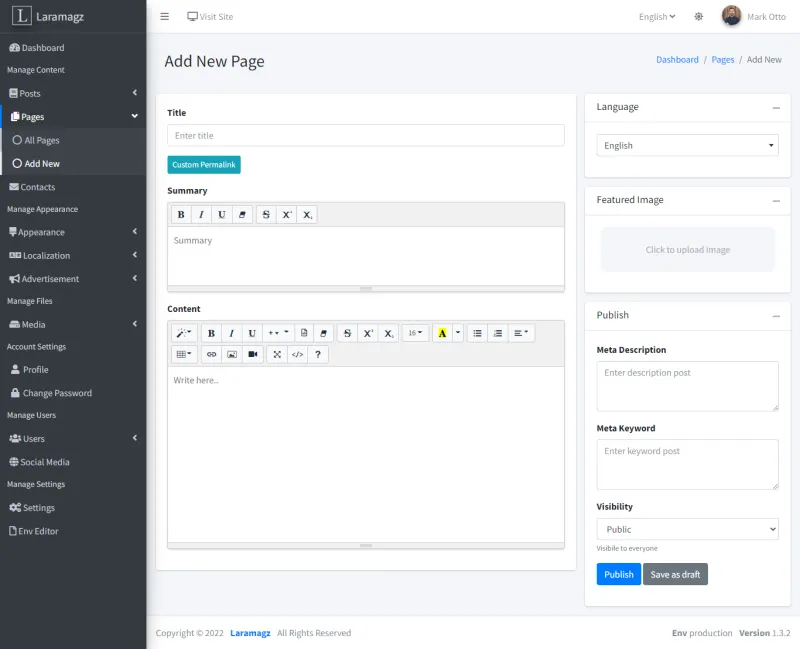 L Laramagz
Visit Site
English
Mark Otto
Dashboard
Manage Content
Posts
Pages
All Pages
Add New
Contacts
Manage Appearance
Appearance
Localization
Advertisement
Manage Files
Media
Account Settings
Profile
Change Password
Manage Users
Users
Social Media
Manage Settings
Settings
Env Editor
Add New Page
Dashboard / Pages / Add New
Title
Enter title
Custom Permalink
Summary
B I U S X¹ X₁
Summary
Content
B I U S X¹ X₁ 16 A
</> ?
Write here..
Language
English
Featured Image
Click to upload image
Publish
Meta Description
Enter description post
Meta Keyword
Enter keyword post
Visibility
Public
Visibile to everyone
Publish Save as draft
Copyright © 2022 Laramagz All Rights Reserved
Env production Version 1.3.2